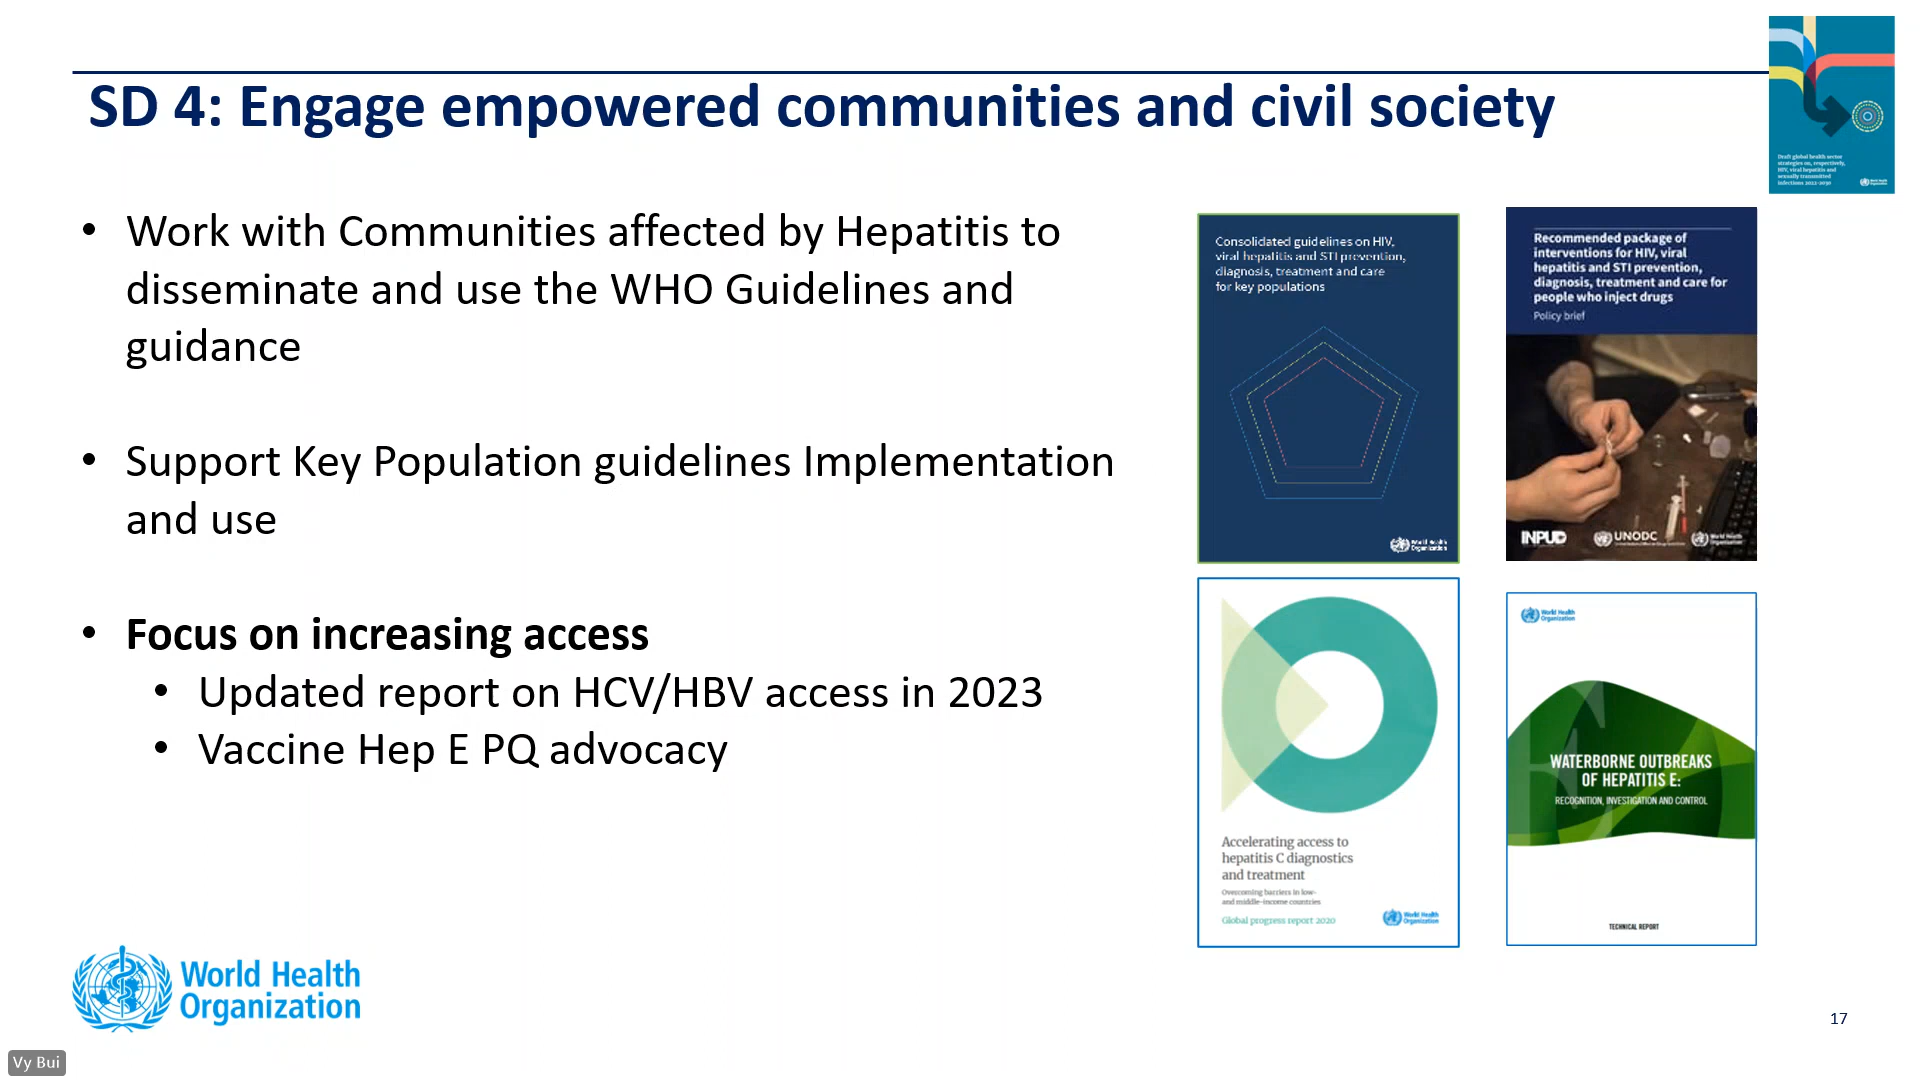 SD 4: Engage empowered communities and civil society
Draft global health sector
strategies on, respectively,
HIV, viral hepatitis and
sexually transmitted
infections 2022-2030
World Health
Organization
• Work with Communities affected by Hepatitis to
disseminate and use the WHO Guidelines and
guidance
• Support Key Population guidelines Implementation
and use
• Focus on increasing access
• Updated report on HCV/HBV access in 2023
• Vaccine Hep E PQ advocacy
Consolidated guidelines on HIV,
viral hepatitis and STI prevention,
diagnosis, treatment and care
for key populations
World Health
Organization
Recommended package of
interventions for HIV, viral
hepatitis and STI prevention,
diagnosis, treatment and care for
people who inject drugs
Policy brief
INPUD
UNODC
World Health
Organization
Accelerating access to
hepatitis C diagnostics
and treatment
Overcoming barriers in low-
and middle-income countries
Global progress report 2020
World Health
Organization
World Health
Organization
E
WATERBORNE OUTBREAKS
OF HEPATITIS E:
RECOGNITION, INVESTIGATION AND CONTROL
TECHNICAL REPORT
World Health
Organization
17
Vy Bui